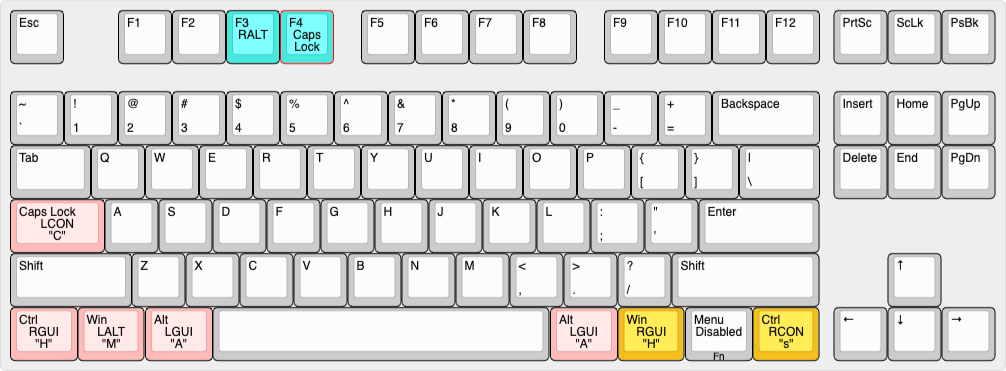 Esc F1 F2 F3 RALT F4 Caps Lock F5 F6 F7 F8 F9 F10 F11 F12 PrtSc ScLk PsBk
~ ` ! 1 @ 2 # 3 $ 4 % 5 ^ 6 & 7 * 8 ( 9 ) 0 _ - + = Backspace Insert Home PgUp
Tab Q W E R T Y U I O P { [ } ] | \ Delete End PgDn
Caps Lock LCON "C" A S D F G H J K L : ; " ' Enter
Shift Z X C V B N M < , > . ? / Shift ↑
Ctrl RGUI "H" Win LALT "M" Alt LGUI "A" Alt LGUI "A" Win RGUI "H" Menu Disabled Fn Ctrl RCON "s" ← ↓ →